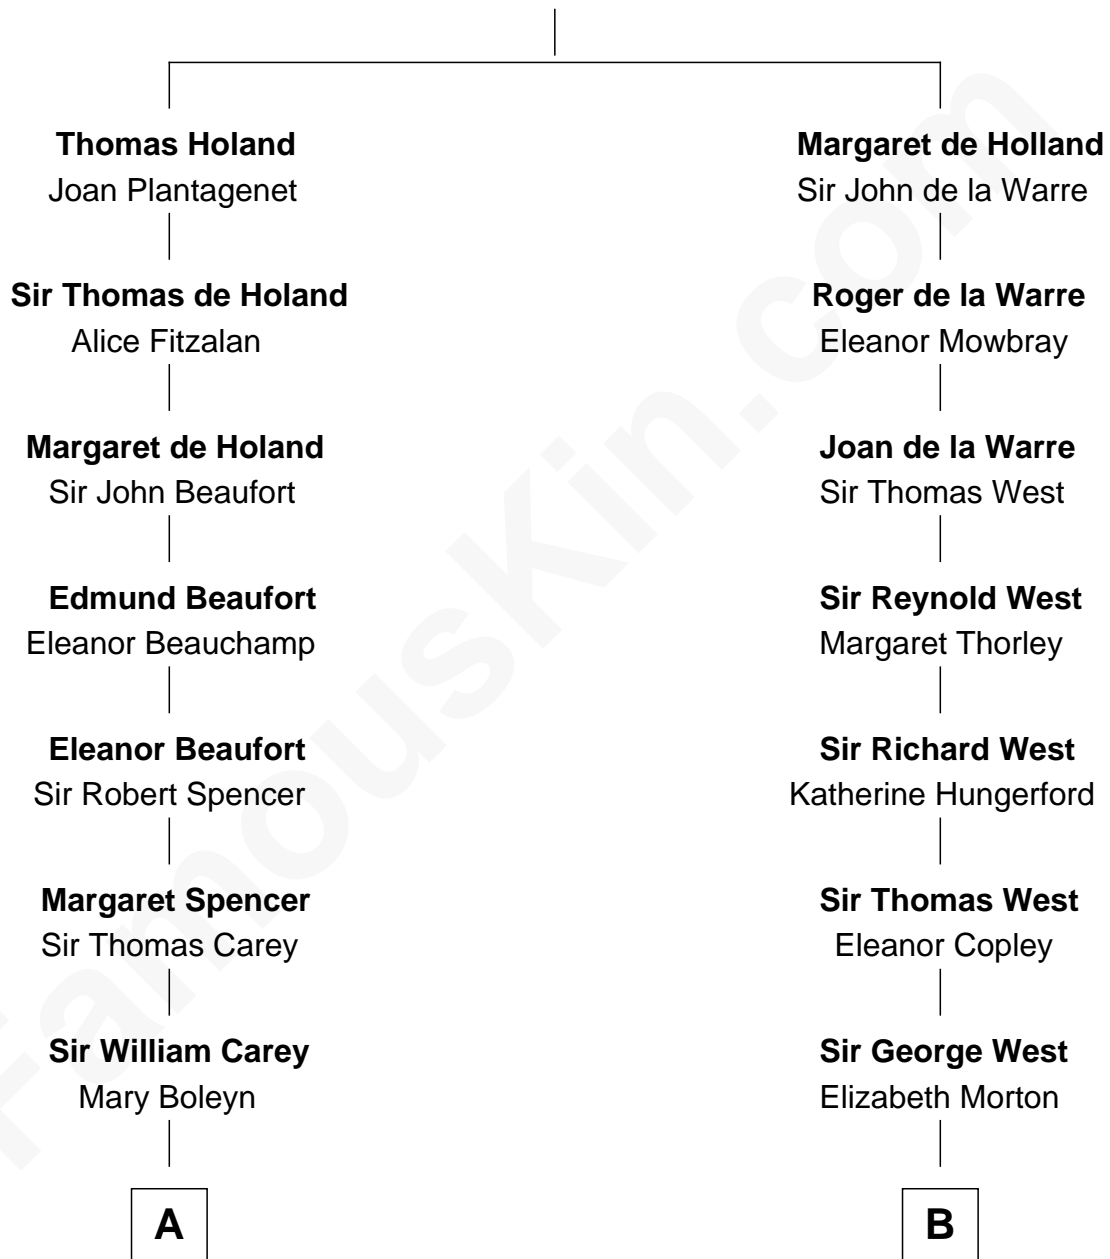 Thomas Holand
Joan Plantagenet
Sir Thomas de Holand
Alice Fitzalan
Margaret de Holand
Sir John Beaufort
Edmund Beaufort
Eleanor Beauchamp
Eleanor Beaufort
Sir Robert Spencer
Margaret Spencer
Sir Thomas Carey
Sir William Carey
Mary Boleyn
A
Margaret de Holland
Sir John de la Warre
Roger de la Warre
Eleanor Mowbray
Joan de la Warre
Sir Thomas West
Sir Reynold West
Margaret Thorley
Sir Richard West
Katherine Hungerford
Sir Thomas West
Eleanor Copley
Sir George West
Elizabeth Morton
B
FamousKin.com